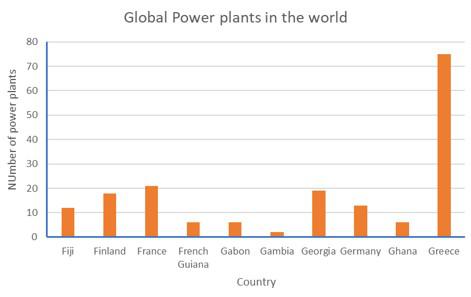 Global Power plants in the world
NUmber of power plants
80
70
60
50
40
30
20
10
0
Fiji Finland France French Guiana Gabon Gambia Georgia Germany Ghana Greece
Country